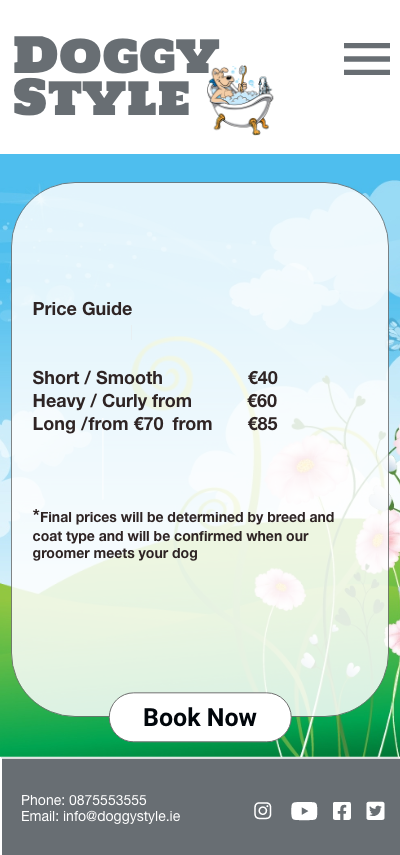 DOGGY
STYLE
Price Guide
Short / Smooth €40
Heavy / Curly from €60
Long /from €70 from €85
*Final prices will be determined by breed and
coat type and will be confirmed when our
groomer meets your dog
Book Now
Phone: 0875553555
Email: info@doggystyle.ie